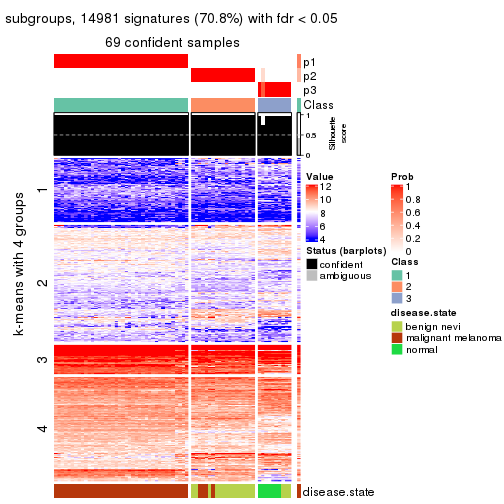 subgroups, 14981 signatures (70.8%) with fdr < 0.05
69 confident samples
p1
p2
p3
Class
1
0.5
0
Silhouette
score
k-means with 4 groups
1
2
3
4
disease.state
Value
12
10
8
6
4
Status (barplots)
confident
ambiguous
Prob
1
0.8
0.6
0.4
0.2
0
Class
1
2
3
disease.state
benign nevi
malignant melanoma
normal